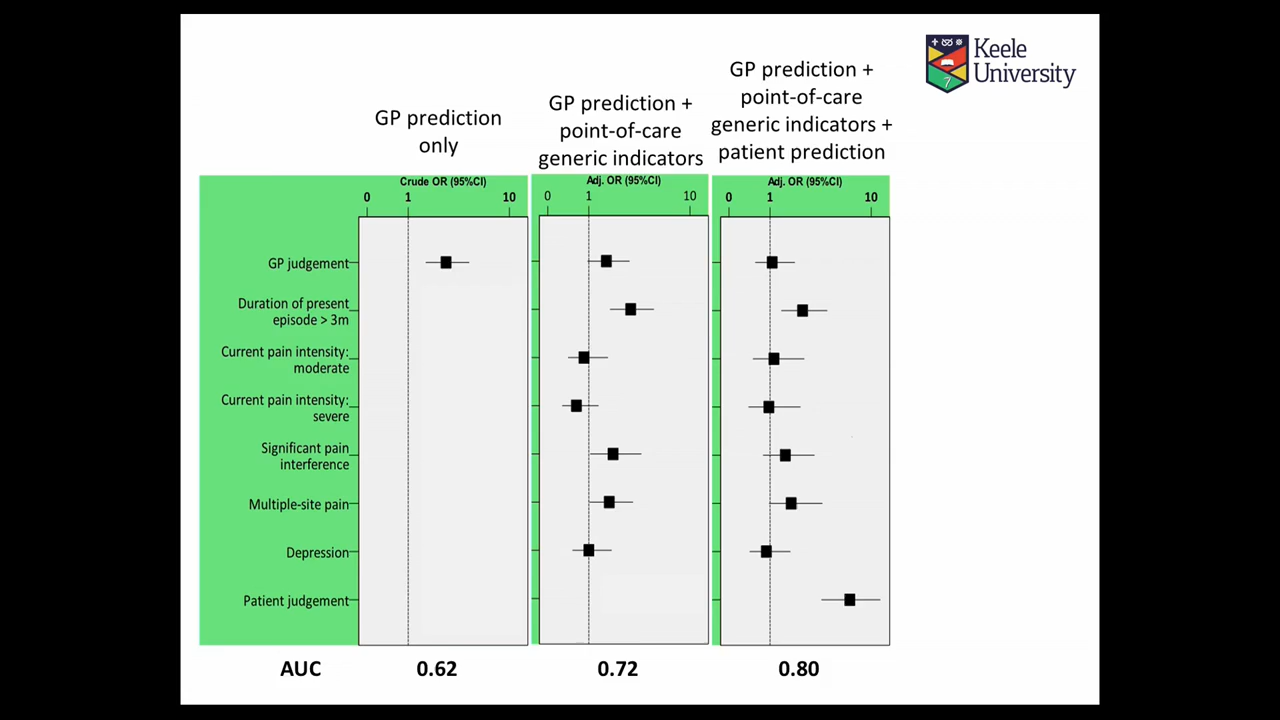 Keele
University
GP prediction
only
GP prediction +
point-of-care
generic indicators
GP prediction +
point-of-care
generic indicators +
patient prediction
Crude OR (95%CI)
0 1 10
Adj. OR (95%CI)
0 1 10
Adj. OR (95%CI)
0 1 10
GP judgement
Duration of present
episode > 3m
Current pain intensity:
moderate
Current pain intensity:
severe
Significant pain
interference
Multiple-site pain
Depression
Patient judgement
AUC 0.62 0.72 0.80